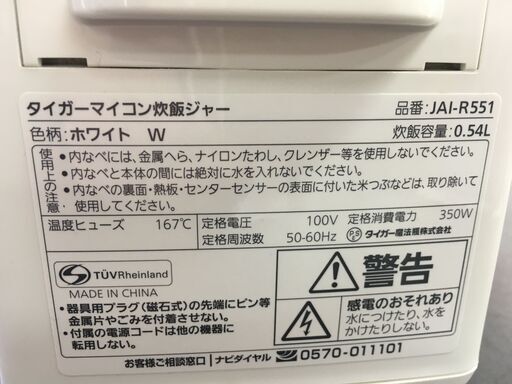 タイガーマイコン炊飯ジャー 品番:JAI-R551
色柄:ホワイト W 炊飯容量:0.54L
使用上の注意
・内なべには、金属へら、ナイロンたわし、クレンザー等を使用しないでください。
・内なべと本体の間には絶対に水を入れないでください。
・内なべの裏面・熱板・センターセンサーの表面に付いた米つぶなどは、取り除いて
使用してください。
温度ヒューズ 167℃ 定格電圧 100V 定格消費電力 350W
定格周波数 50-60Hz PSE タイガー魔法瓶株式会社
TÜVRheinland
MADE IN CHINA
警告
・器具用プラグ(磁石式)の先端にピン等
金属片やごみを付着させない。
・付属の電源コードは他の機器に
転用しない。
感電のおそれあり
水につけたり、水を
かけたりしない。
お客様ご相談窓口 ナビダイヤル 0570-011101